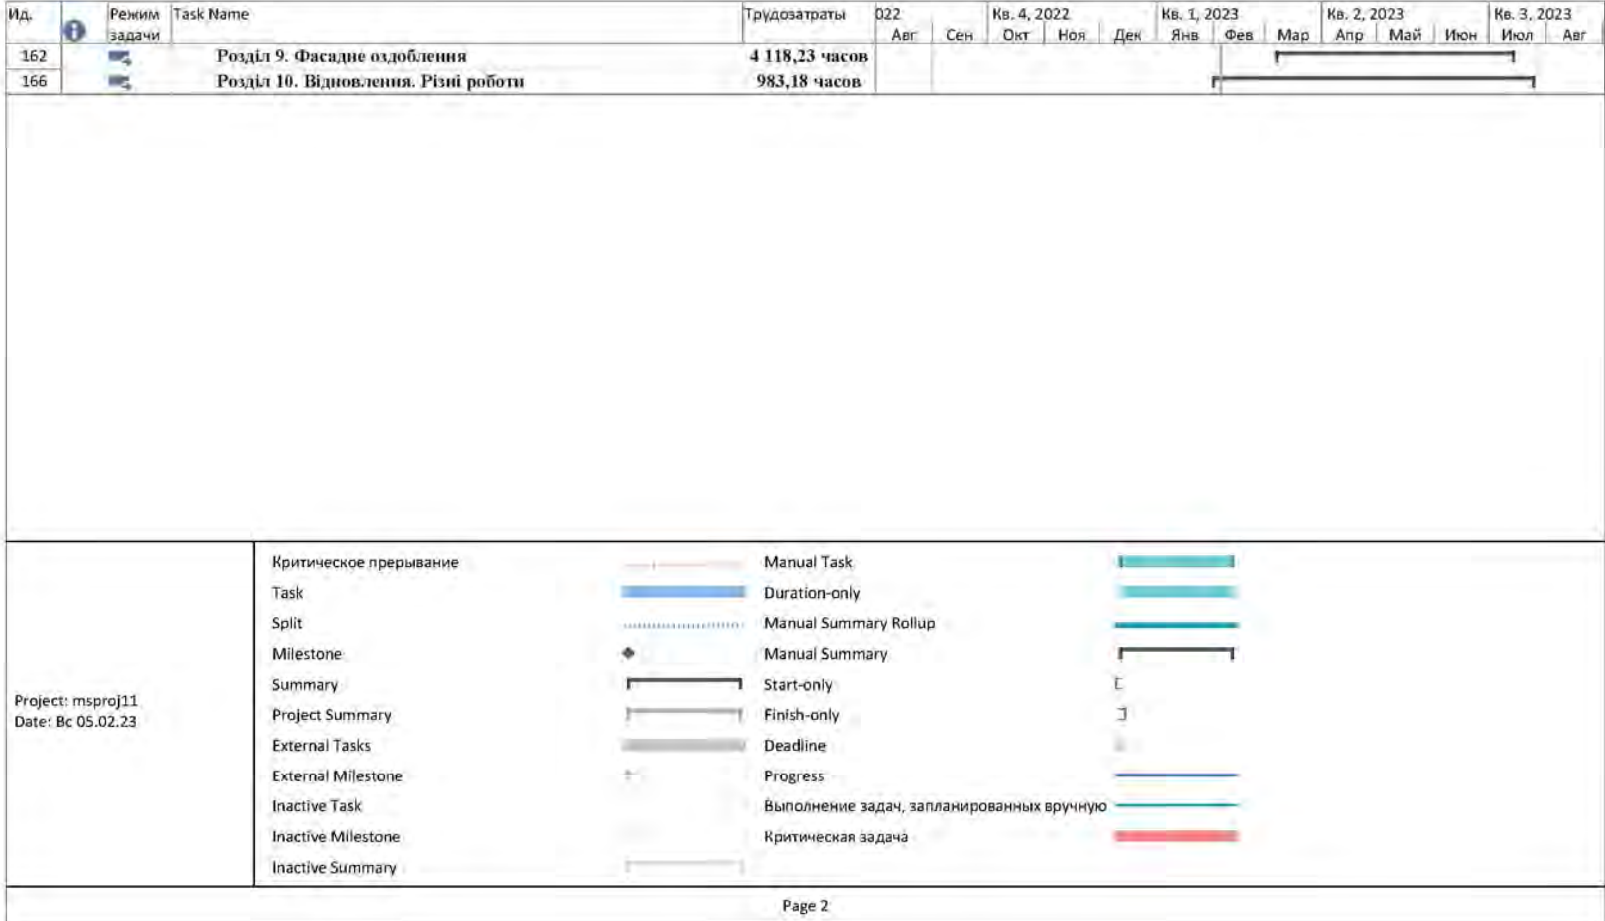 Ид. Режим задачи Task Name Трудозатраты 022 Кв. 4, 2022 Кв. 1, 2023 Кв. 2, 2023 Кв. 3, 2023
Авг Сен Окт Ноя Дек Янв Фев Мар Апр Май Июн Июл Авг
162 Розділ 9. Фасадне оздоблення 4 118,23 часов
166 Розділ 10. Відновлення. Різні роботи 983,18 часов
Project: msproj11
Date: Вс 05.02.23
Критическое прерывание
Task
Split
Milestone
Summary
Project Summary
External Tasks
External Milestone
Inactive Task
Inactive Milestone
Inactive Summary
Manual Task
Duration-only
Manual Summary Rollup
Manual Summary
Start-only
Finish-only
Deadline
Progress
Выполнение задач, запланированных вручную
Критическая задача
Page 2